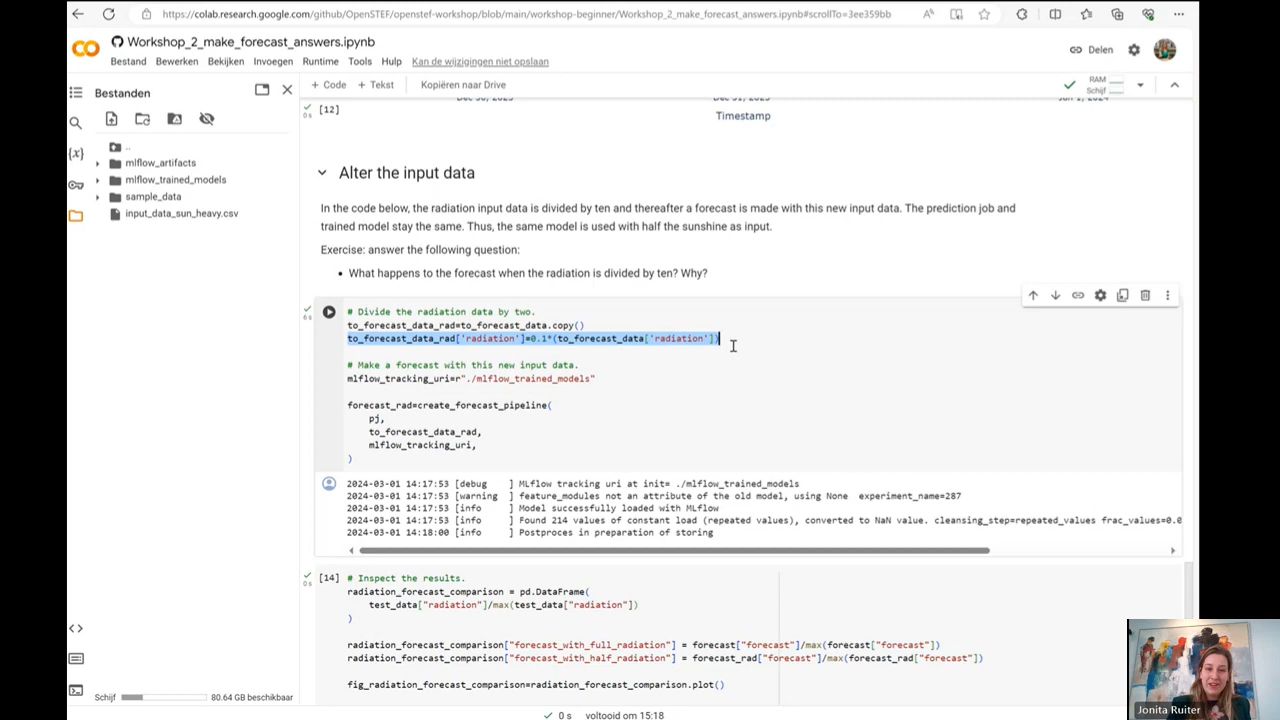 https://colab.research.google.com/github/OpenSTEF/openstef-workshop/blob/main/workshop-beginner/Workshop_2_make_forecast_answers.ipynb#scrollTo=3ee359bb
Workshop_2_make_forecast_answers.ipynb
Bestand Bewerken Bekijken Invoegen Runtime Tools Help Kan de wijzigingen niet opslaan
Delen
Bestanden
+ Code + Tekst Kopiëren naar Drive
RAM
Schijf
..
mlflow_artifacts
mlflow_trained_models
sample_data
input_data_sun_heavy.csv
Dec 30, 2023 Dec 31, 2023 Jan 1, 2024
0s [12]
Timestamp
Alter the input data
In the code below, the radiation input data is divided by ten and thereafter a forecast is made with this new input data. The prediction job and
trained model stay the same. Thus, the same model is used with half the sunshine as input.
Exercise: answer the following question:
• What happens to the forecast when the radiation is divided by ten? Why?
6s
# Divide the radiation data by two.
to_forecast_data_rad=to_forecast_data.copy()
to_forecast_data_rad['radiation']=0.1*(to_forecast_data['radiation'])
# Make a forecast with this new input data.
mlflow_tracking_uri=r"./mlflow_trained_models"
forecast_rad=create_forecast_pipeline(
pj,
to_forecast_data_rad,
mlflow_tracking_uri,
)
2024-03-01 14:17:53 [debug ] MLflow tracking uri at init= ./mlflow_trained_models
2024-03-01 14:17:53 [warning ] feature_modules not an attribute of the old model, using None experiment_name=287
2024-03-01 14:17:53 [info ] Model successfully loaded with MLflow
2024-03-01 14:17:53 [info ] Found 214 values of constant load (repeated values), converted to NaN value. cleansing_step=repeated_values frac_values=0.0
2024-03-01 14:18:00 [info ] Postproces in preparation of storing
0s [14] # Inspect the results.
radiation_forecast_comparison = pd.DataFrame(
test_data["radiation"]/max(test_data["radiation"])
)
radiation_forecast_comparison["forecast_with_full_radiation"] = forecast["forecast"]/max(forecast["forecast"])
radiation_forecast_comparison["forecast_with_half_radiation"] = forecast_rad["forecast"]/max(forecast_rad["forecast"])
fig_radiation_forecast_comparison=radiation_forecast_comparison.plot()
Schijf 80.64 GB beschikbaar
0 s voltooid om 15:18
Jonita Ruiter